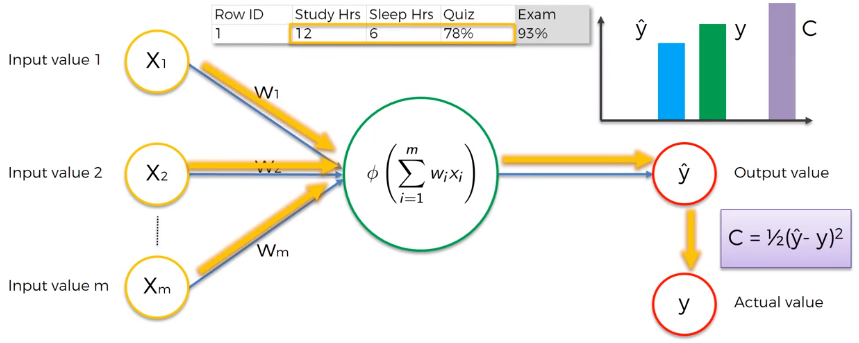 Row ID Study Hrs Sleep Hrs Quiz Exam
1 12 6 78% 93%
ŷ y C
Input value 1 X₁ w₁
Input value 2 X₂ w₂ ϕ(∑ᵢ₌₁ᵐ wᵢxᵢ) ŷ Output value
C = ½(ŷ- y)²
Input value m Xₘ wₘ
y Actual value